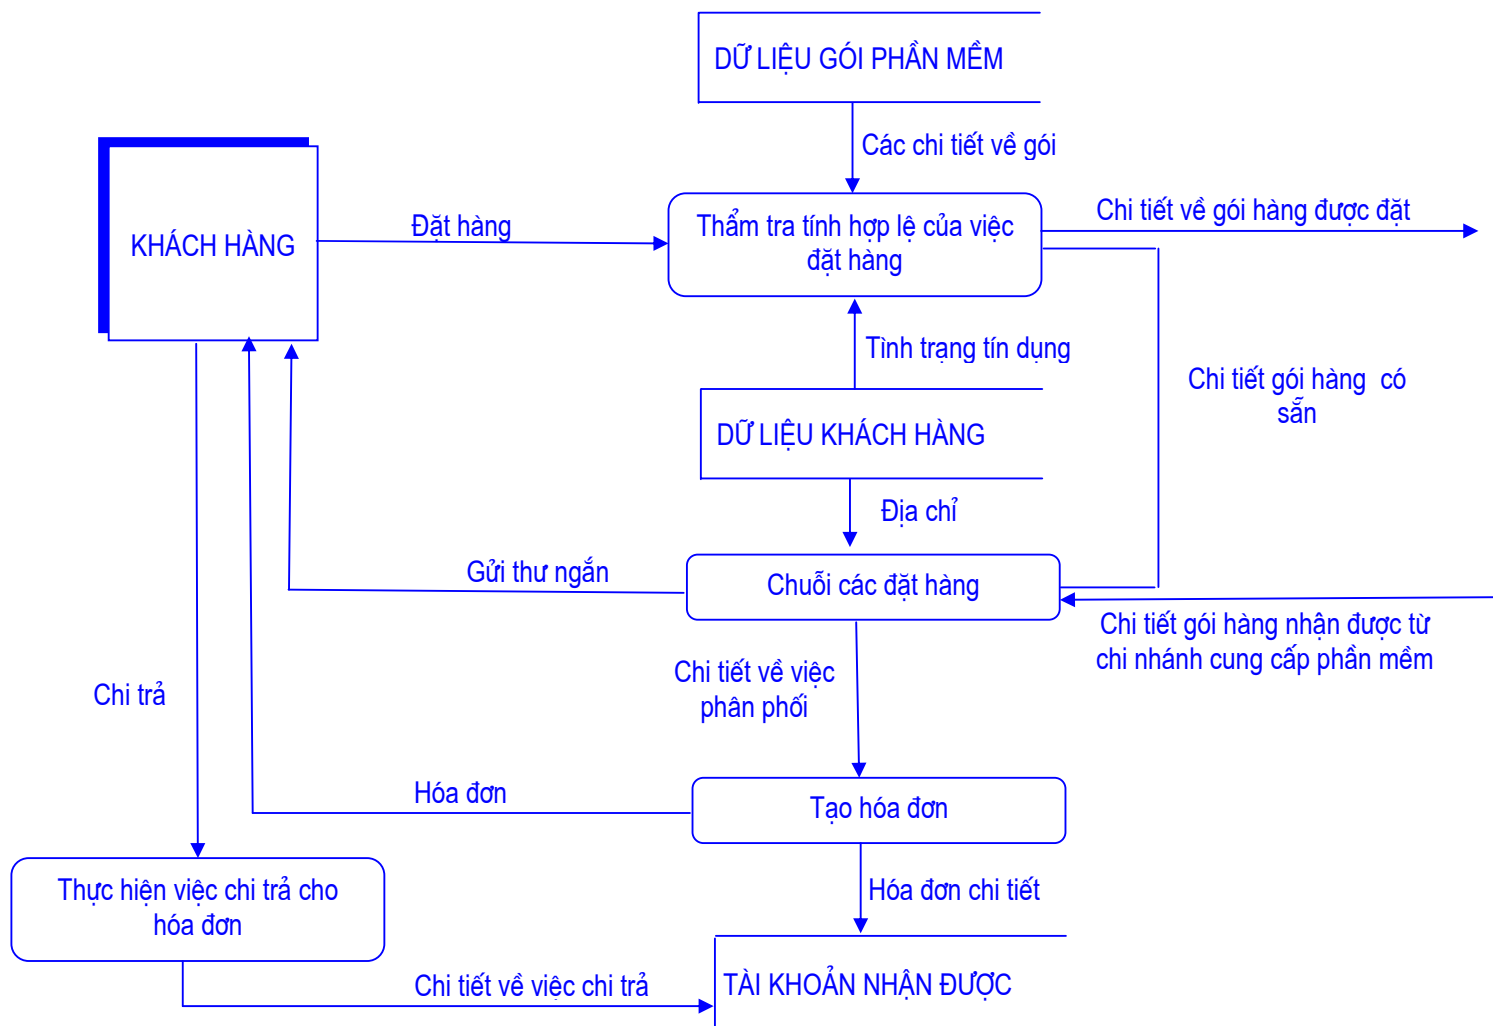 DỮ LIỆU GÓI PHẦN MỀM
Các chi tiết về gói
KHÁCH HÀNG
Đặt hàng
Thẩm tra tính hợp lệ của việc
đặt hàng
Chi tiết về gói hàng được đặt
Tình trạng tín dụng
Chi tiết gói hàng  có
sẵn
DỮ LIỆU KHÁCH HÀNG
Địa chỉ
Gửi thư ngắn
Chuỗi các đặt hàng
Chi tiết gói hàng nhận được từ
chi nhánh cung cấp phần mềm
Chi tiết về việc
phân phối
Chi trả
Hóa đơn
Tạo hóa đơn
Thực hiện việc chi trả cho
hóa đơn
Hóa đơn chi tiết
Chi tiết về việc chi trả
TÀI KHOẢN NHẬN ĐƯỢC